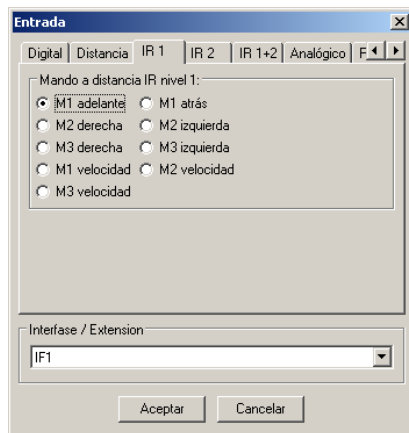 Entrada
Digital Distancia IR 1 IR 2 IR 1+2 Analógico
Mando a distancia IR nivel 1:
M1 adelante M1 atrás
M2 derecha M2 izquierda
M3 derecha M3 izquierda
M1 velocidad M2 velocidad
M3 velocidad
Interfase / Extension
IF1
Aceptar Cancelar